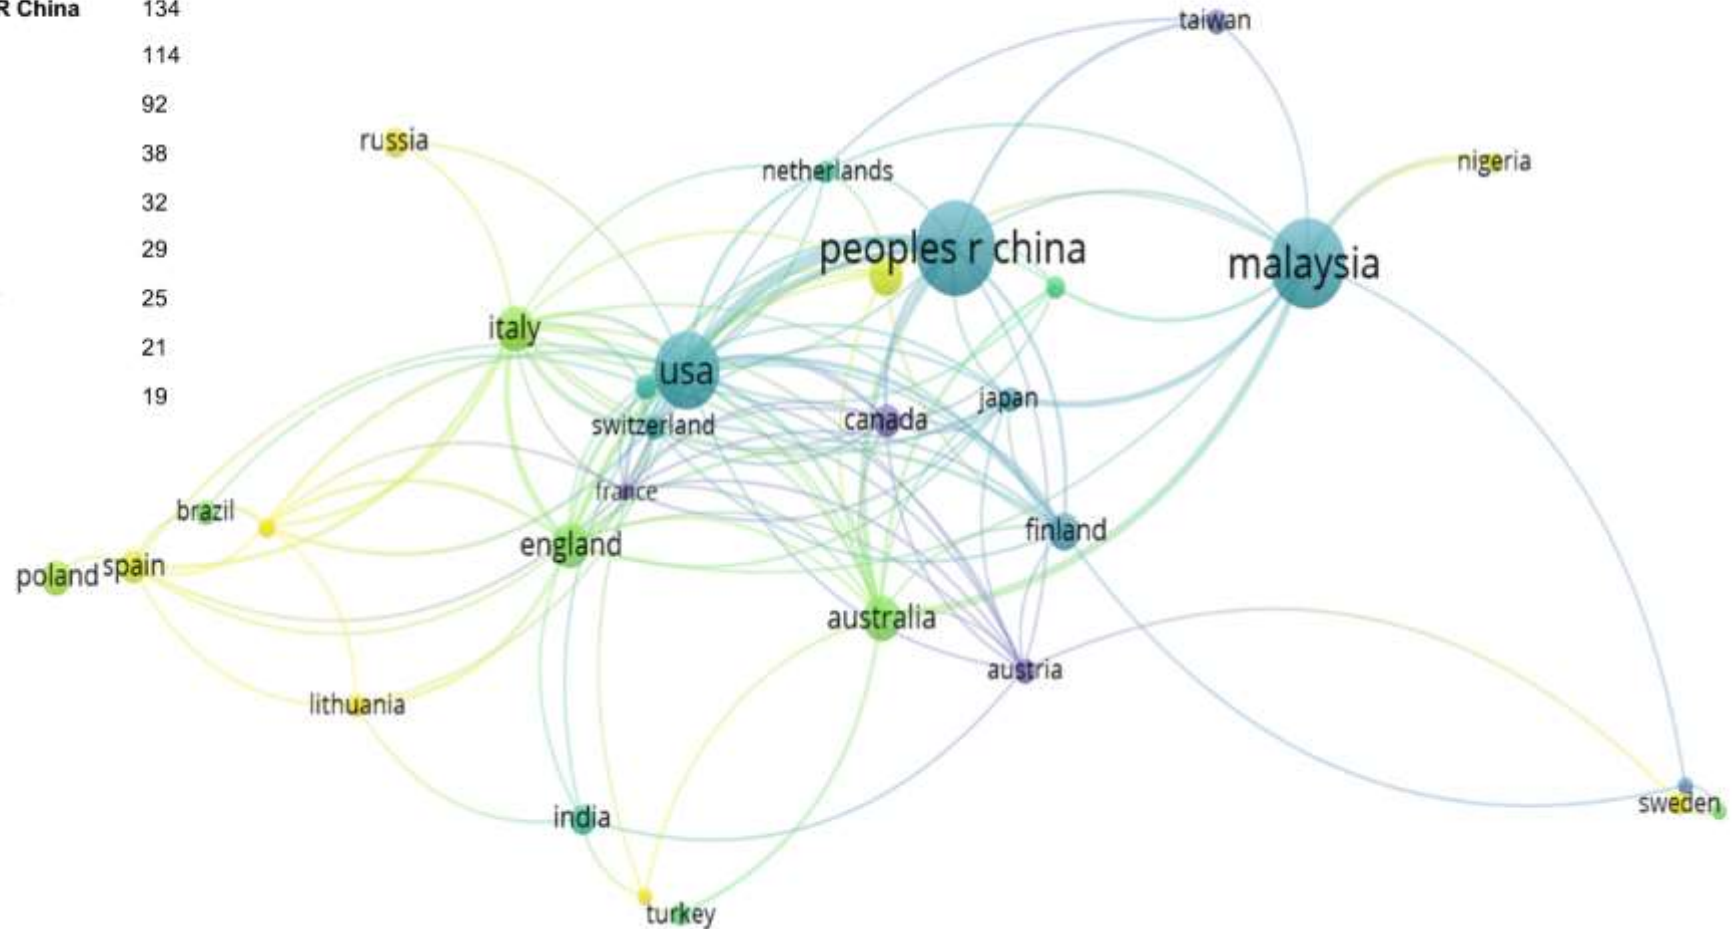 R China 134
114
92
38
32
29
25
21
19
taiwan
russia
netherlands
nigeria
peoples r china
malaysia
italy
usa
japan
canada
switzerland
france
brazil
finland
england
spain
poland
australia
austria
lithuania
sweden
india
turkey